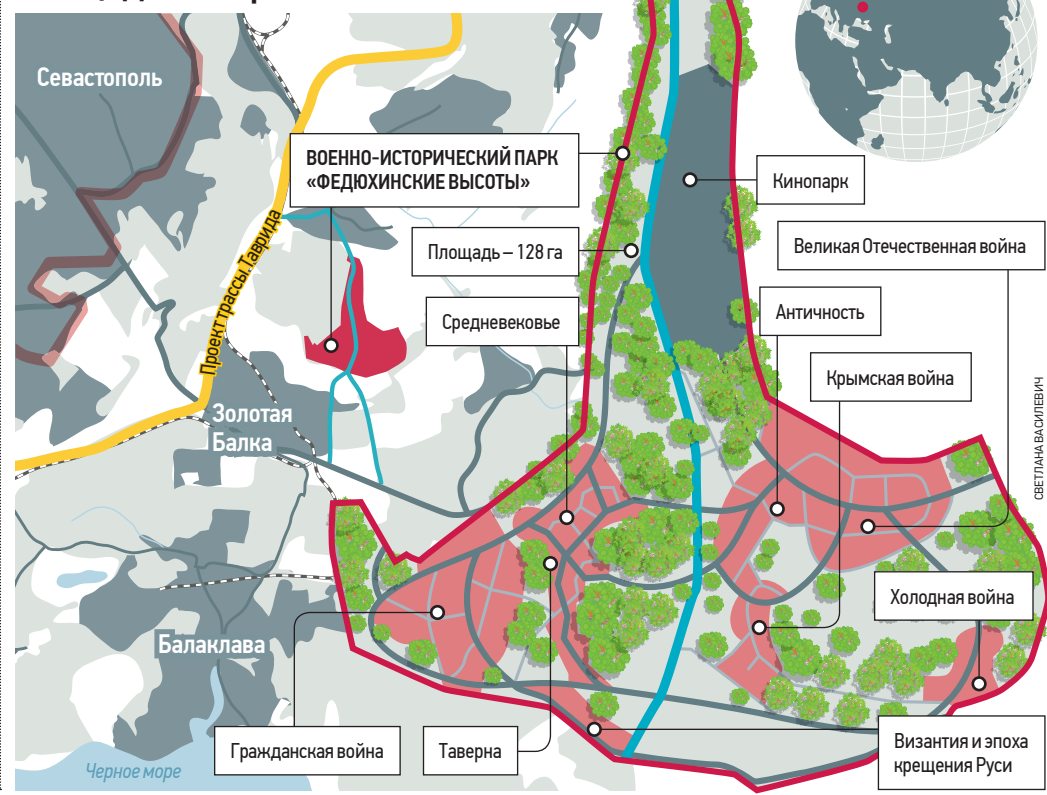 Севастополь
ВОЕННО-ИСТОРИЧЕСКИЙ ПАРК
«ФЕДЮХИНСКИЕ ВЫСОТЫ»
Кинопарк
Площадь – 128 га
Великая Отечественная война
Средневековье
Античность
Проект трассы Таврида
Крымская война
Золотая
Балка
СВЕТЛАНА ВАСИЛЕВИЧ
Холодная война
Балаклава
Гражданская война
Таверна
Византия и эпоха
крещения Руси
Черное море